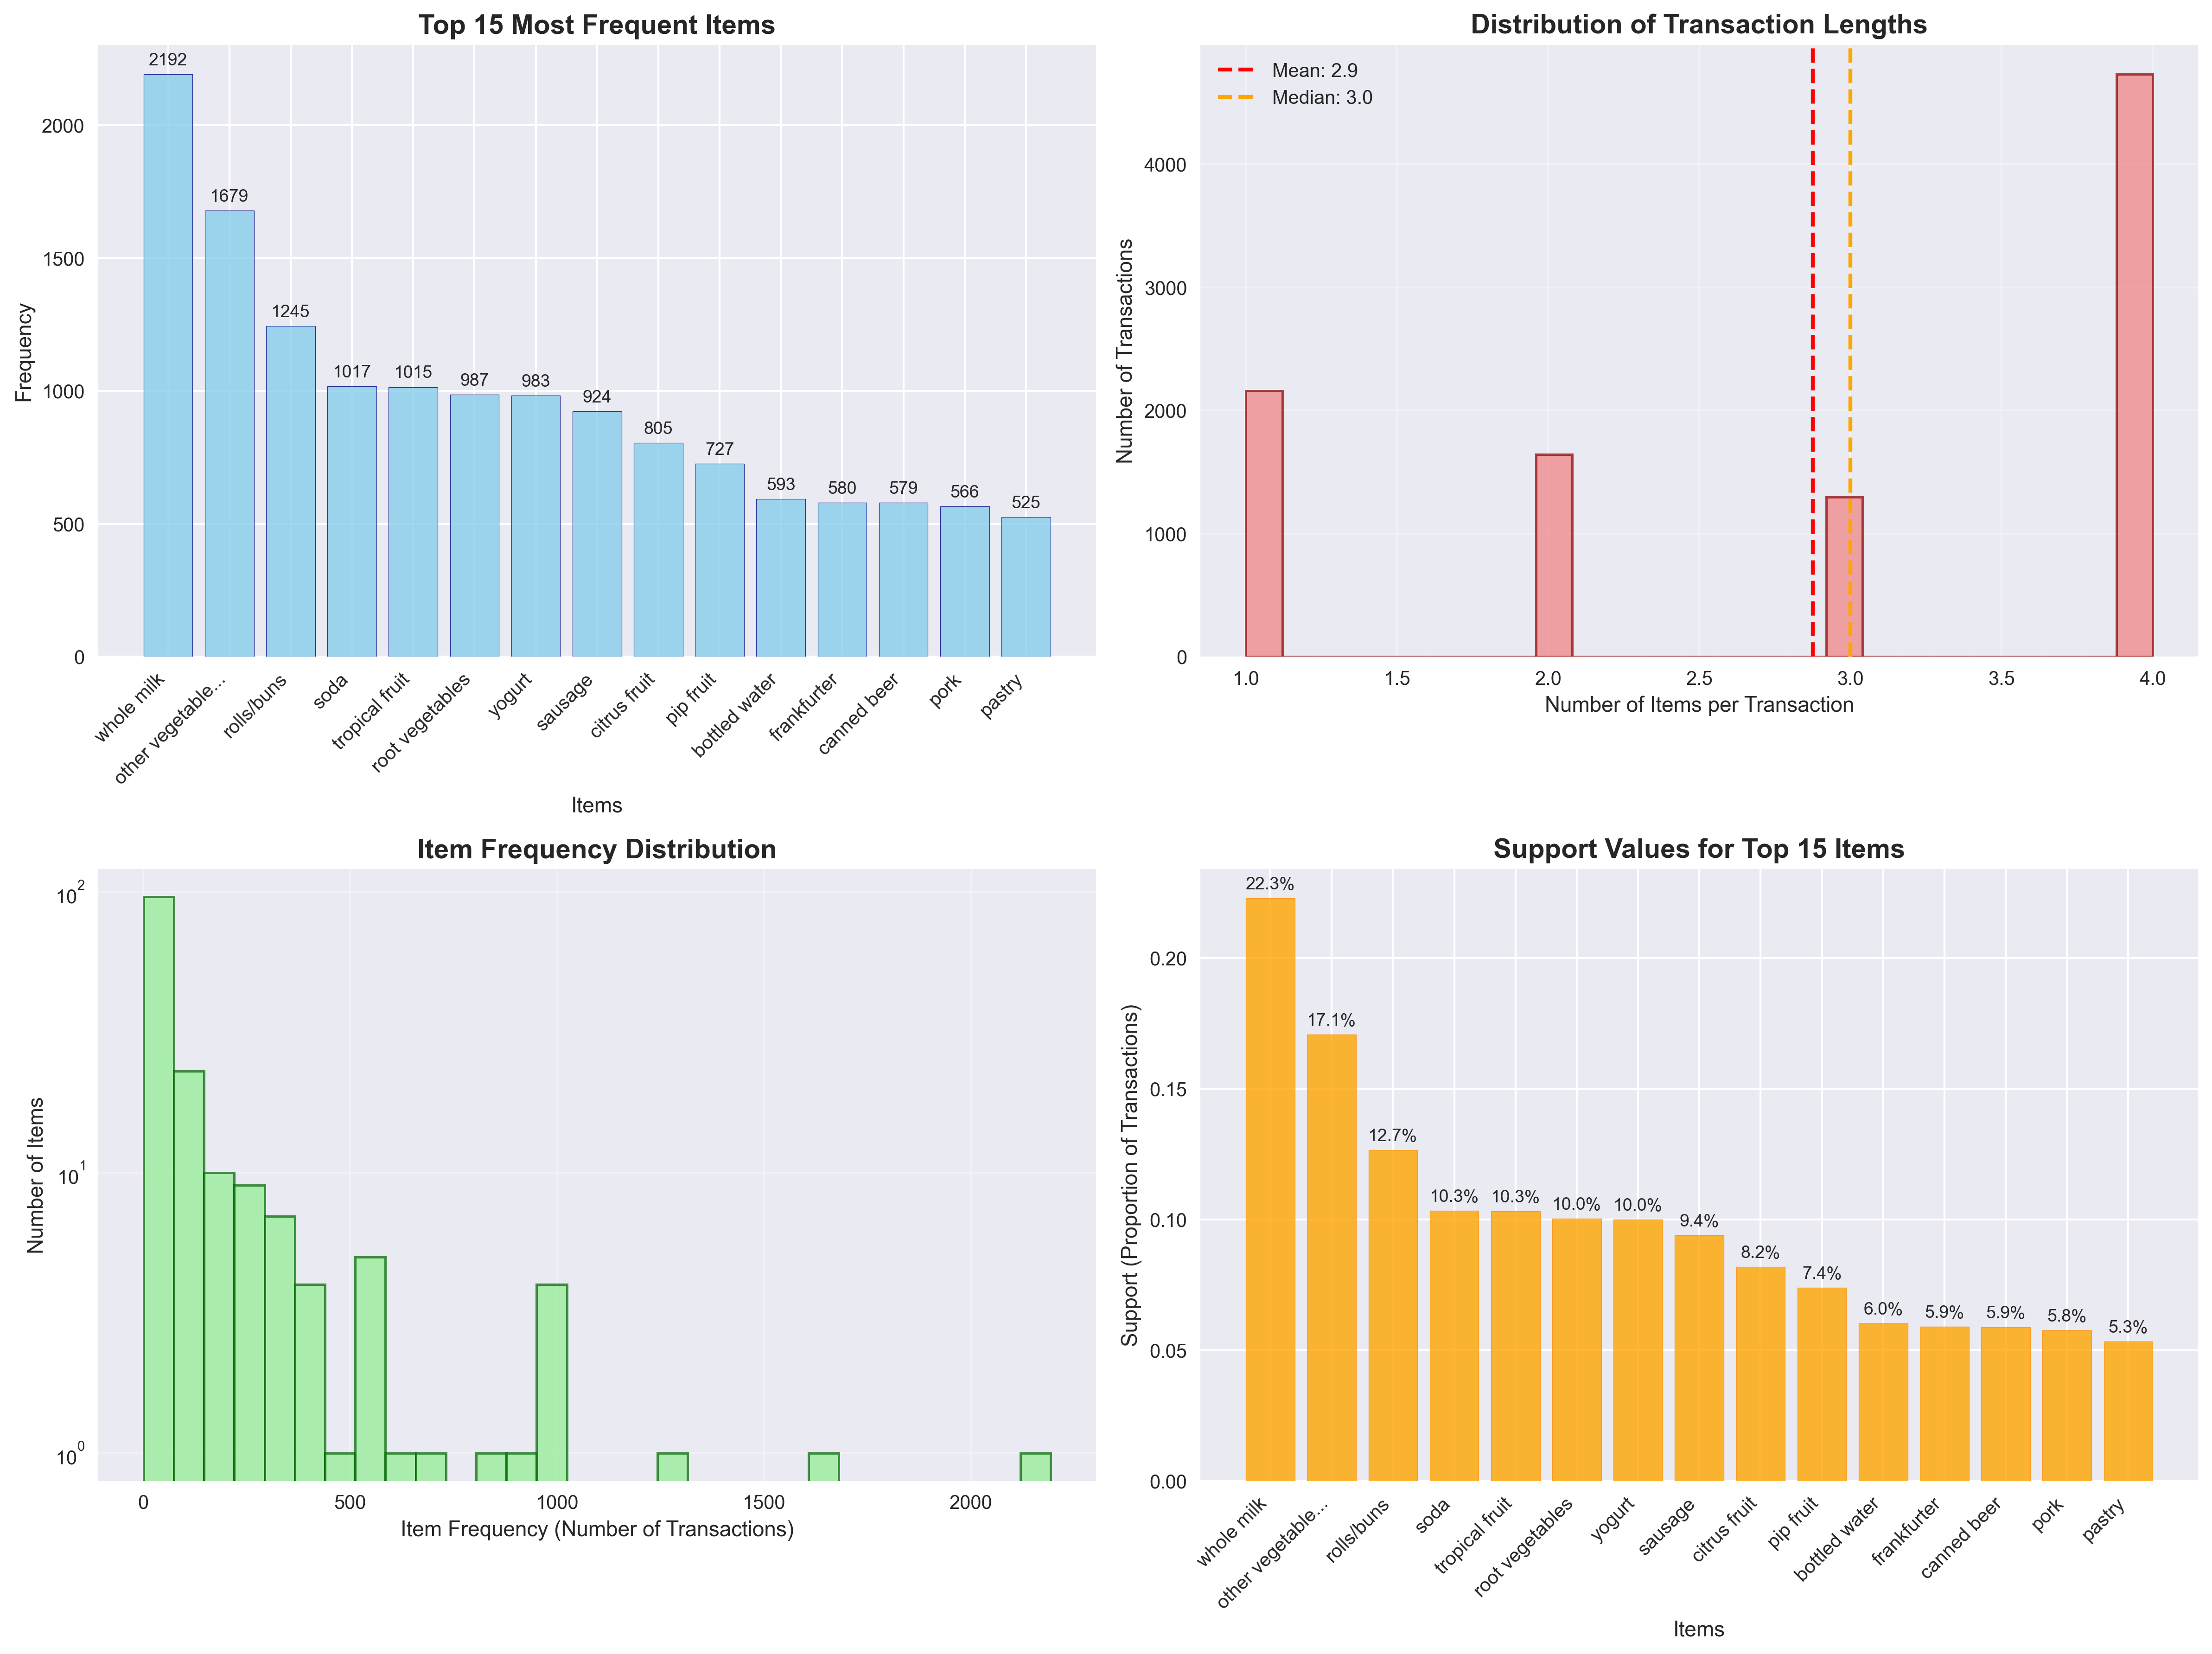 Top 15 Most Frequent Items
Frequency
2000
1500
1000
500
0
2192
1679
1245
1017
1015
987
983
924
805
727
593
580
579
566
525
whole milk
other vegetable...
rolls/buns
soda
tropical fruit
root vegetables
yogurt
sausage
citrus fruit
pip fruit
bottled water
frankfurter
canned beer
pork
pastry
Items
Distribution of Transaction Lengths
Mean: 2.9
Median: 3.0
Number of Transactions
4000
3000
2000
1000
0
1.0
1.5
2.0
2.5
3.0
3.5
4.0
Number of Items per Transaction
Item Frequency Distribution
Number of Items
10²
10¹
10⁰
0
500
1000
1500
2000
Item Frequency (Number of Transactions)
Support Values for Top 15 Items
Support (Proportion of Transactions)
0.20
0.15
0.10
0.05
0.00
22.3%
17.1%
12.7%
10.3%
10.3%
10.0%
10.0%
9.4%
8.2%
7.4%
6.0%
5.9%
5.9%
5.8%
5.3%
whole milk
other vegetable...
rolls/buns
soda
tropical fruit
root vegetables
yogurt
sausage
citrus fruit
pip fruit
bottled water
frankfurter
canned beer
pork
pastry
Items